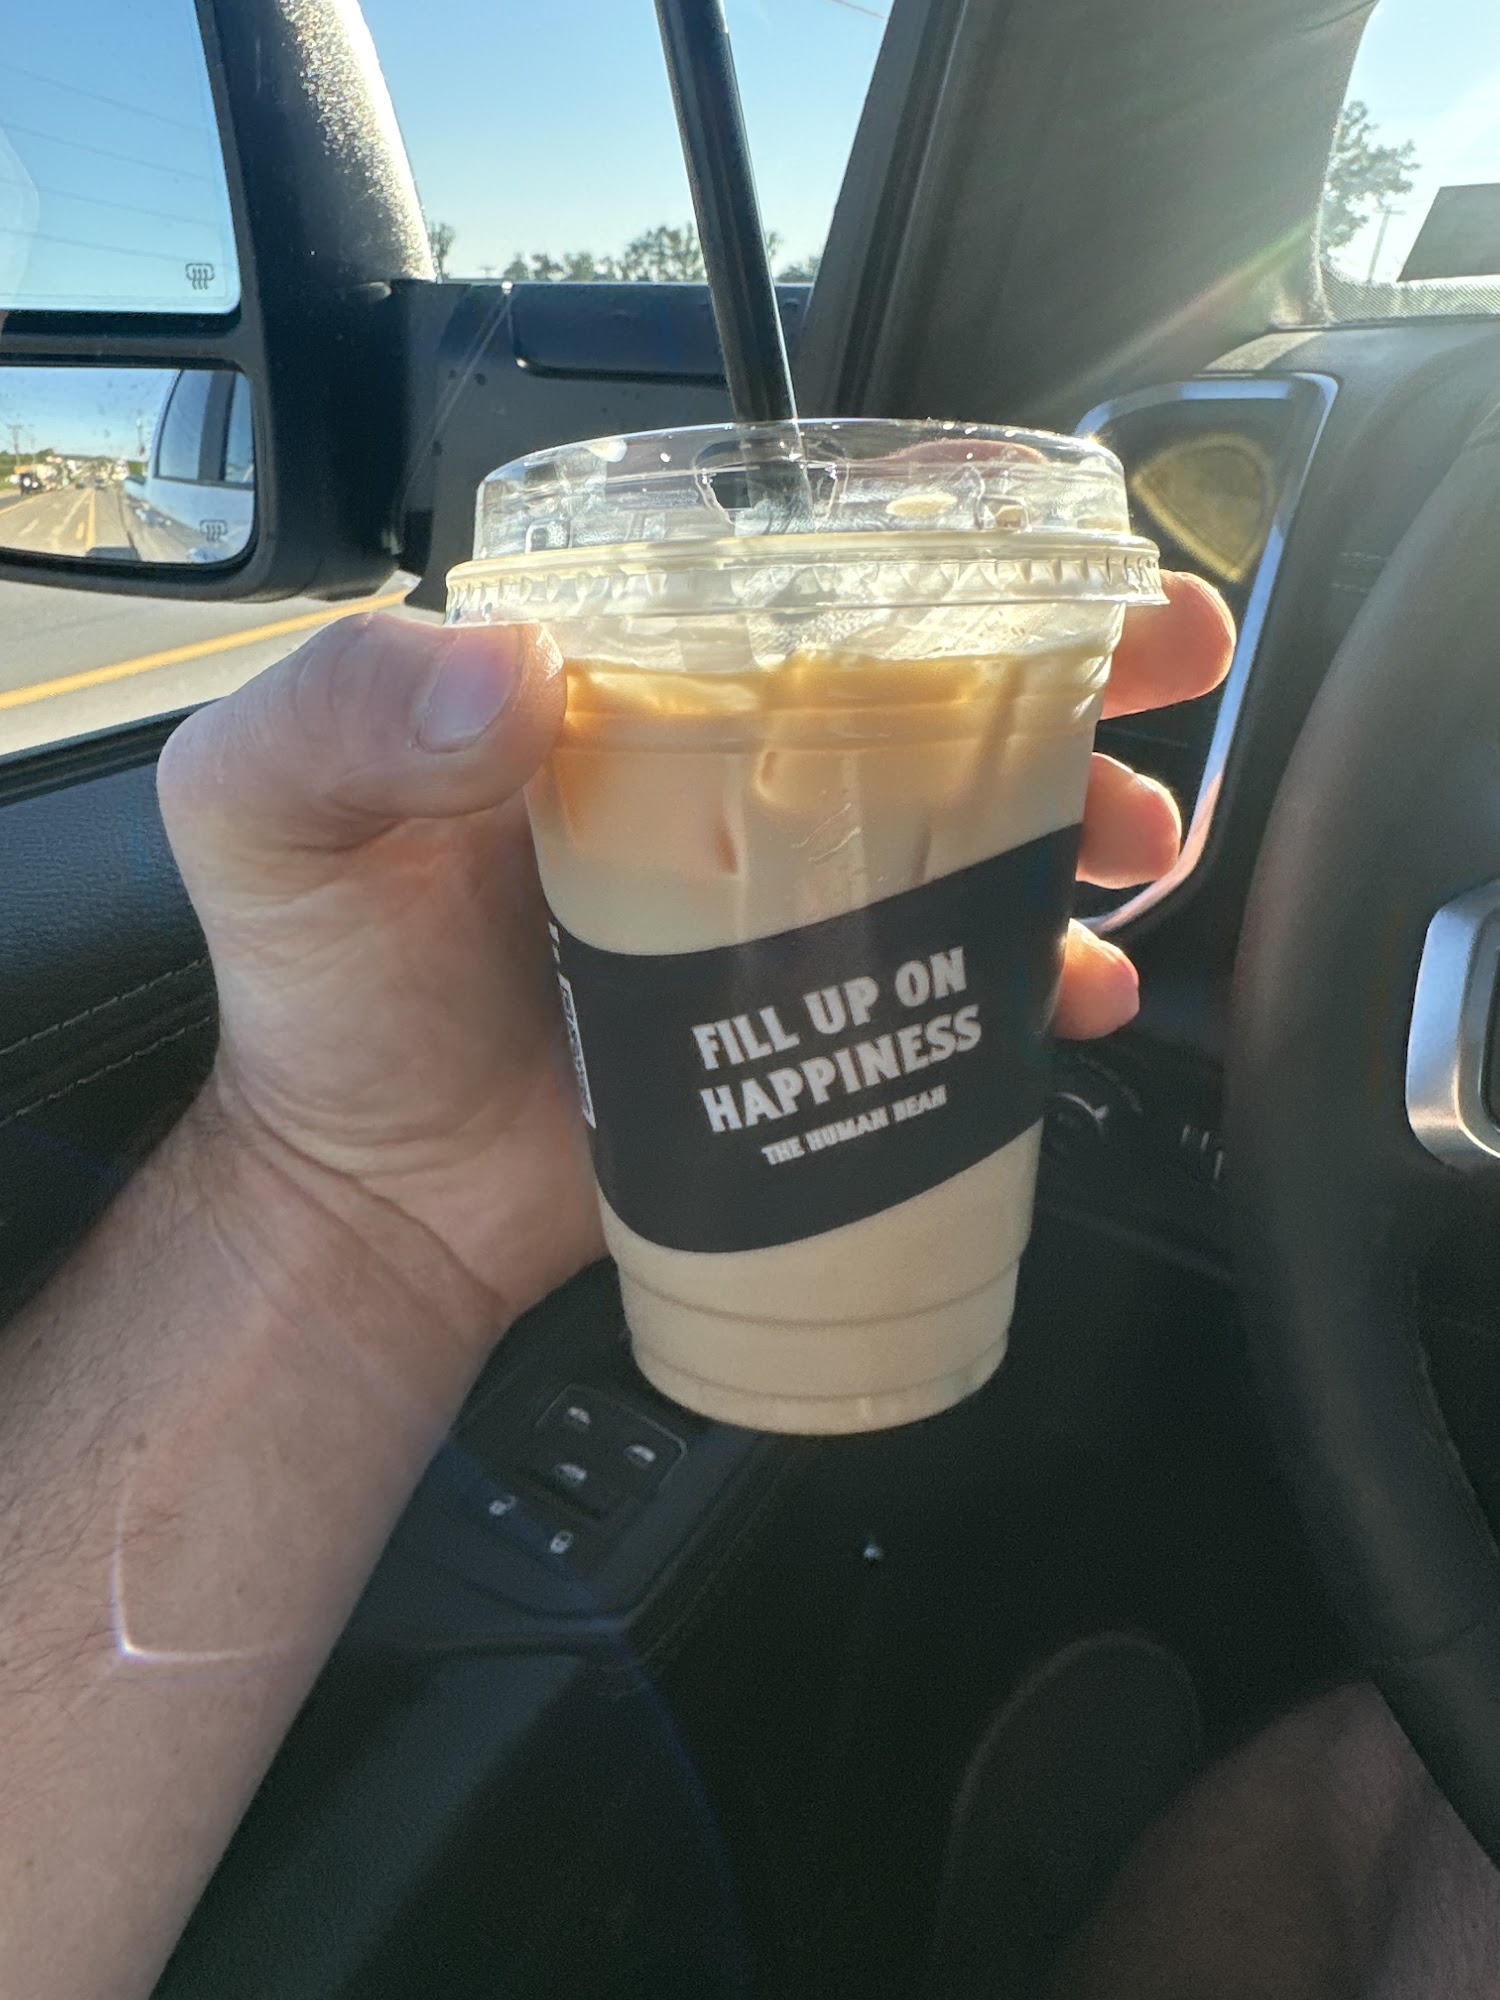 FILL UP ON
HAPPINESS
THE HUMAN BEAN